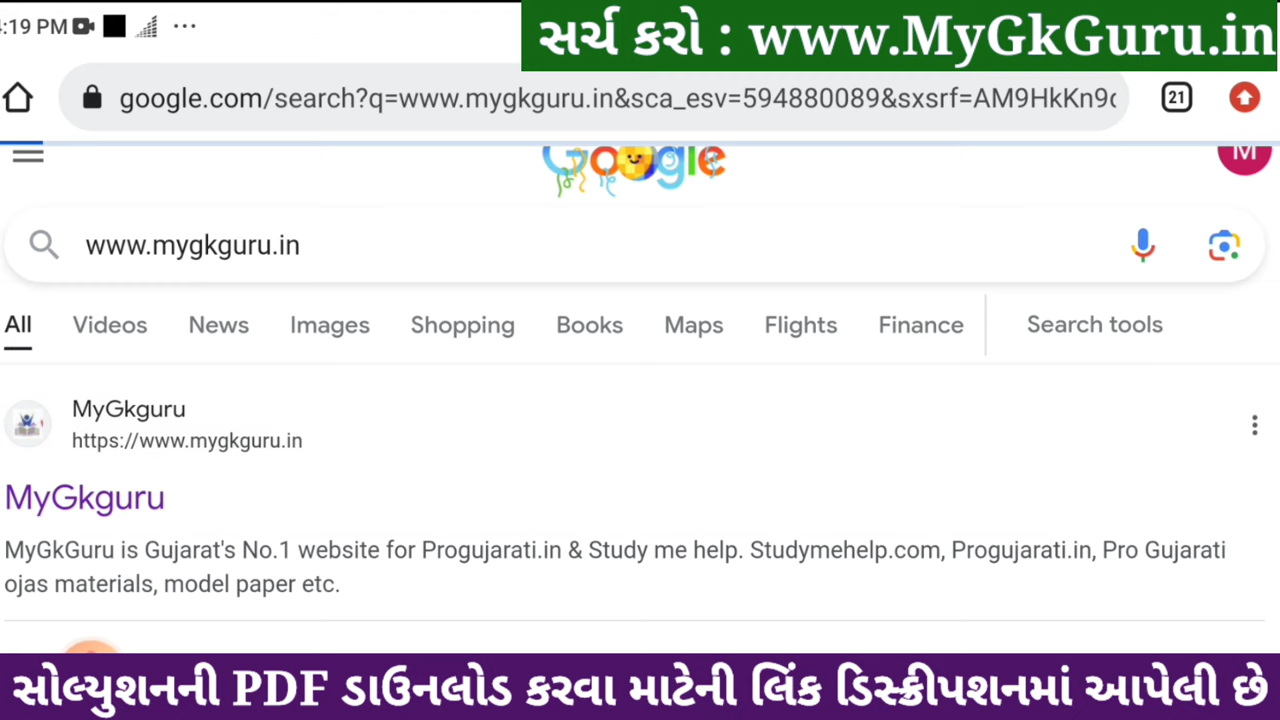 :19 PM
સર્ચ કરો : www.MyGkGuru.in
google.com/search?q=www.mygkguru.in&sca_esv=594880089&sxsrf=AM9HkKn9
21
Google
M
www.mygkguru.in
All Videos News Images Shopping Books Maps Flights Finance Search tools
MyGkguru
https://www.mygkguru.in
MyGkguru
MyGkGuru is Gujarat's No.1 website for Progujarati.in & Study me help. Studymehelp.com, Progujarati.in, Pro Gujarati
ojas materials, model paper etc.
સોલ્યુશનની PDF ડાઉનલોડ કરવા માટેની લિંક ડિસ્ક્રીપશનમાં આપેલી છે